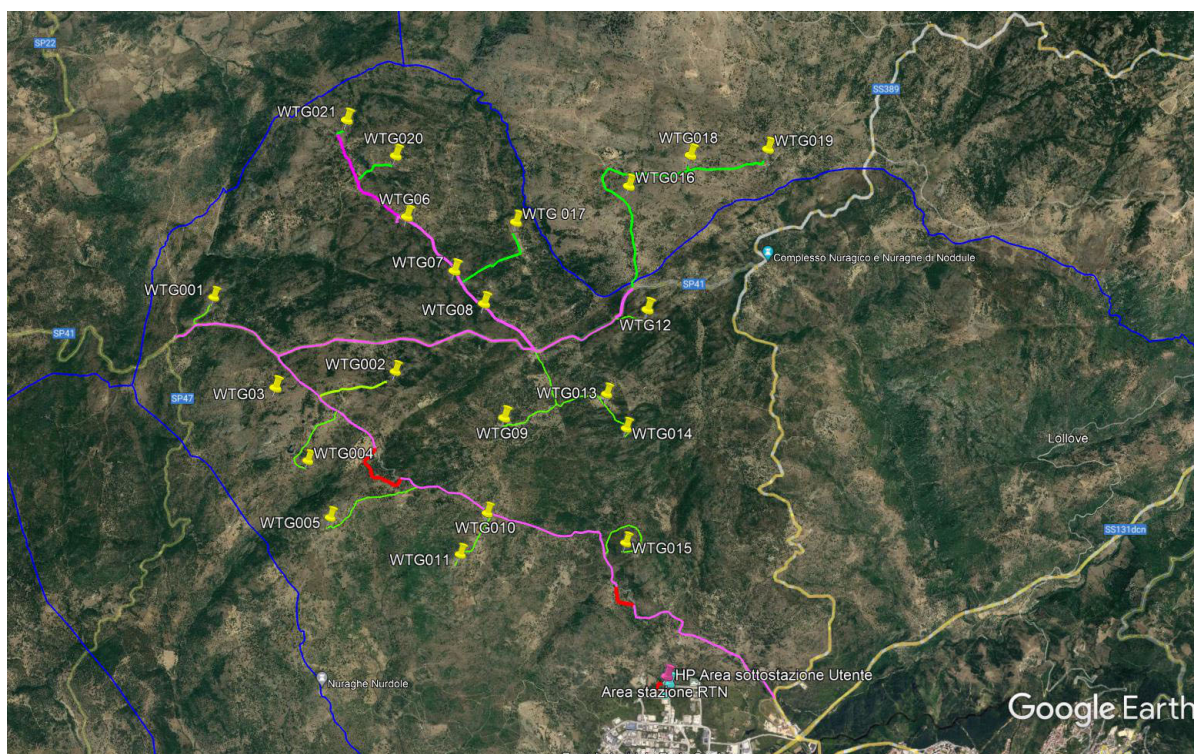 SP22
SS389
WTG021
WTG020
WTG018
WTG019
WTG016
WTG06
WTG 017
Complesso Nuragico e Nuraghe di Noddule
WTG07
SP41
WTG001
WTG08
WTG12
SP41
WTG002
WTG03
WTG013
SP47
WTG09
WTG014
Lollove
WTG004
WTG005
WTG010
SS131dcn
WTG011
WTG015
HP Area sottostazione Utente
Nuraghe Nurdole
Area stazione RTN
Google Earth